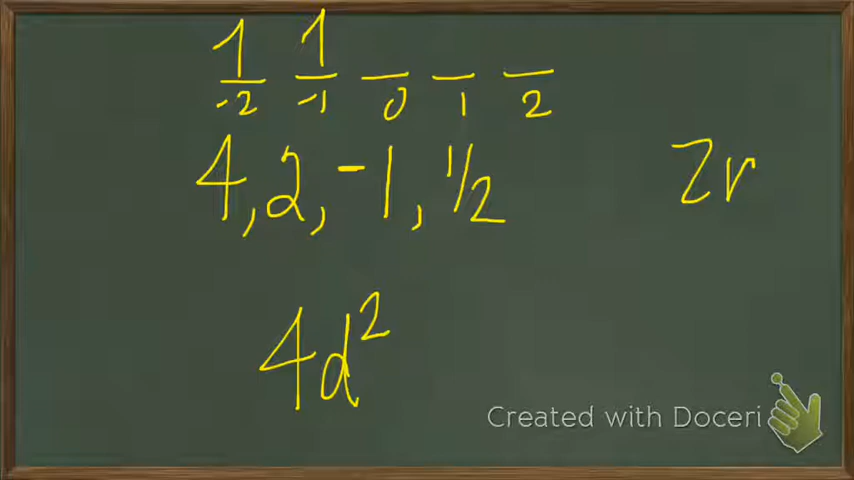 1 1 _ _ _
-2 -1 0 1 2
4, 2, -1, 1/2
Zr
4d²
Created with Doceri